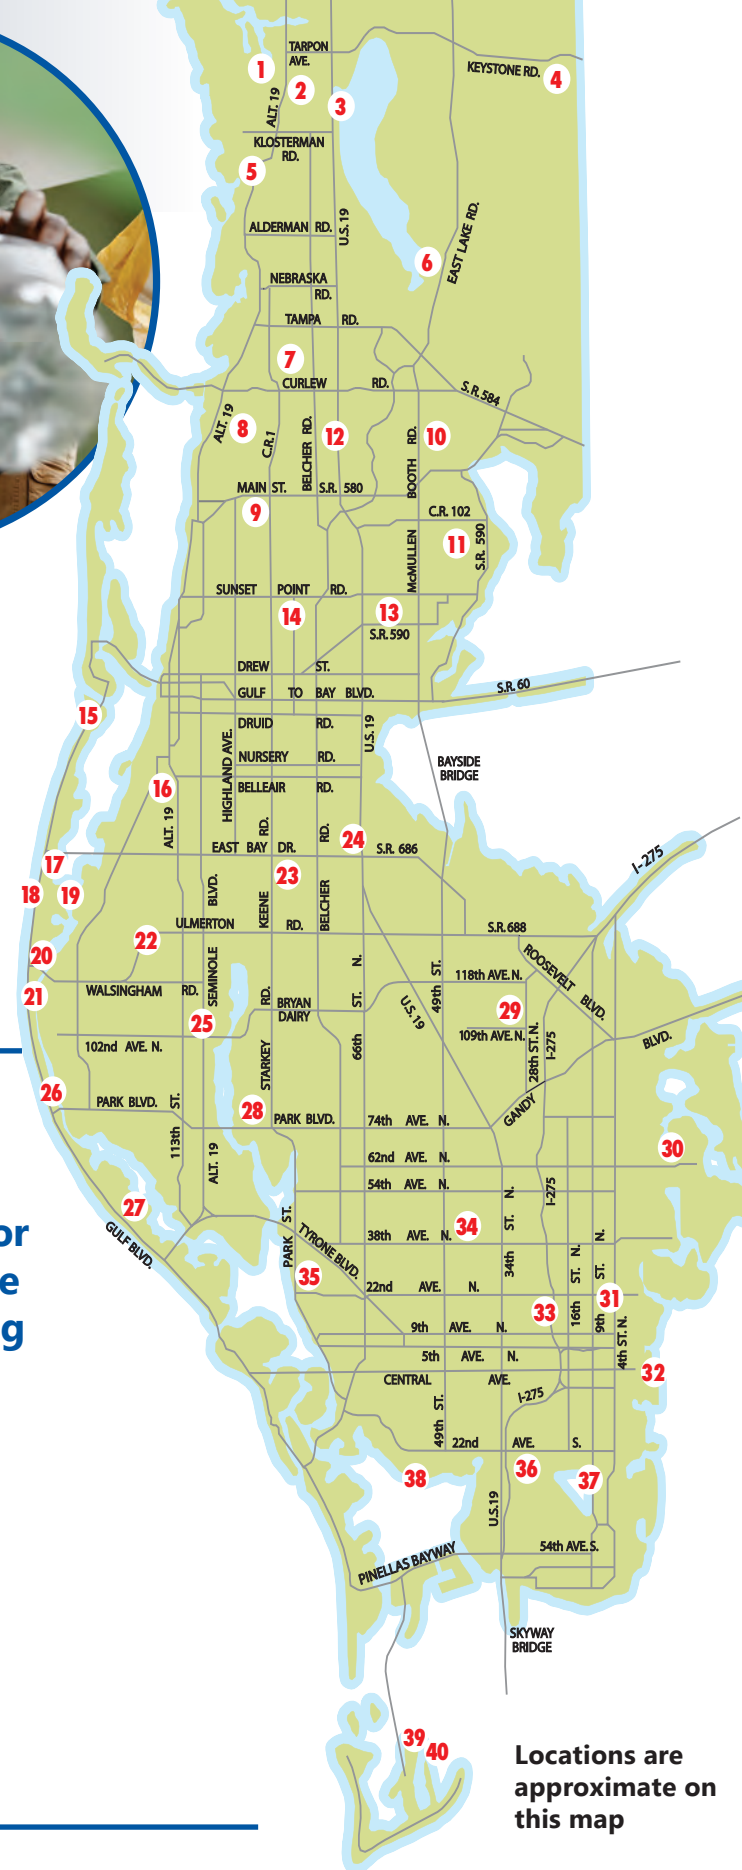 TARPON
AVE.
1
2
3
KEYSTONE RD.
4
ALT. 19
KLOSTERMAN
RD.
5
ALDERMAN RD.
U.S. 19
EAST LAKE RD.
6
NEBRASKA
RD.
TAMPA RD.
7
CURLEW RD.
S.R. 584
ALT. 19
8
C.R.1
BELCHER RD.
12
BOOTH RD.
10
MAIN ST. S.R. 580
9
C.R. 102
McMULLEN
11
S.R. 590
SUNSET POINT RD.
14
13
S.R. 590
DREW ST.
S.R. 60
GULF TO BAY BLVD.
15
DRUID RD.
U.S. 19
HIGHLAND AVE.
NURSERY RD.
BAYSIDE
BRIDGE
16
BELLEAIR RD.
ALT. 19
RD.
RD.
24
EAST BAY DR. S.R. 686
I-275
17
18
19
23
BLVD.
KEENE
BELCHER
ULMERTON RD. S.R. 688
22
20
SEMINOLE
ROOSEVELT BLVD.
118th AVE. N.
49th ST.
66th ST. N.
U.S. 19
21
WALSINGHAM RD.
STARKEY RD.
BRYAN
DAIRY
29
25
109th AVE. N.
28th ST. N.
I-275
BLVD.
102nd AVE. N.
26
PARK BLVD.
28
PARK BLVD. 74th AVE. N.
GANDY
113th ST.
ALT. 19
30
62nd AVE. N.
54th AVE. N.
I-275
27
GULF BLVD.
PARK ST.
TYRONE BLVD.
38th AVE. N.
34
34th ST. N.
16th ST. N.
9th ST. N.
or
e
g
35
22nd AVE. N.
33
31
9th AVE. N.
4th ST. N.
5th AVE. N.
32
CENTRAL AVE.
I-275
49th ST.
22nd AVE. S.
38
36
37
U.S.19
54th AVE. S.
PINELLAS BAYWAY
SKYWAY
BRIDGE
39
40
Locations are
approximate on
this map